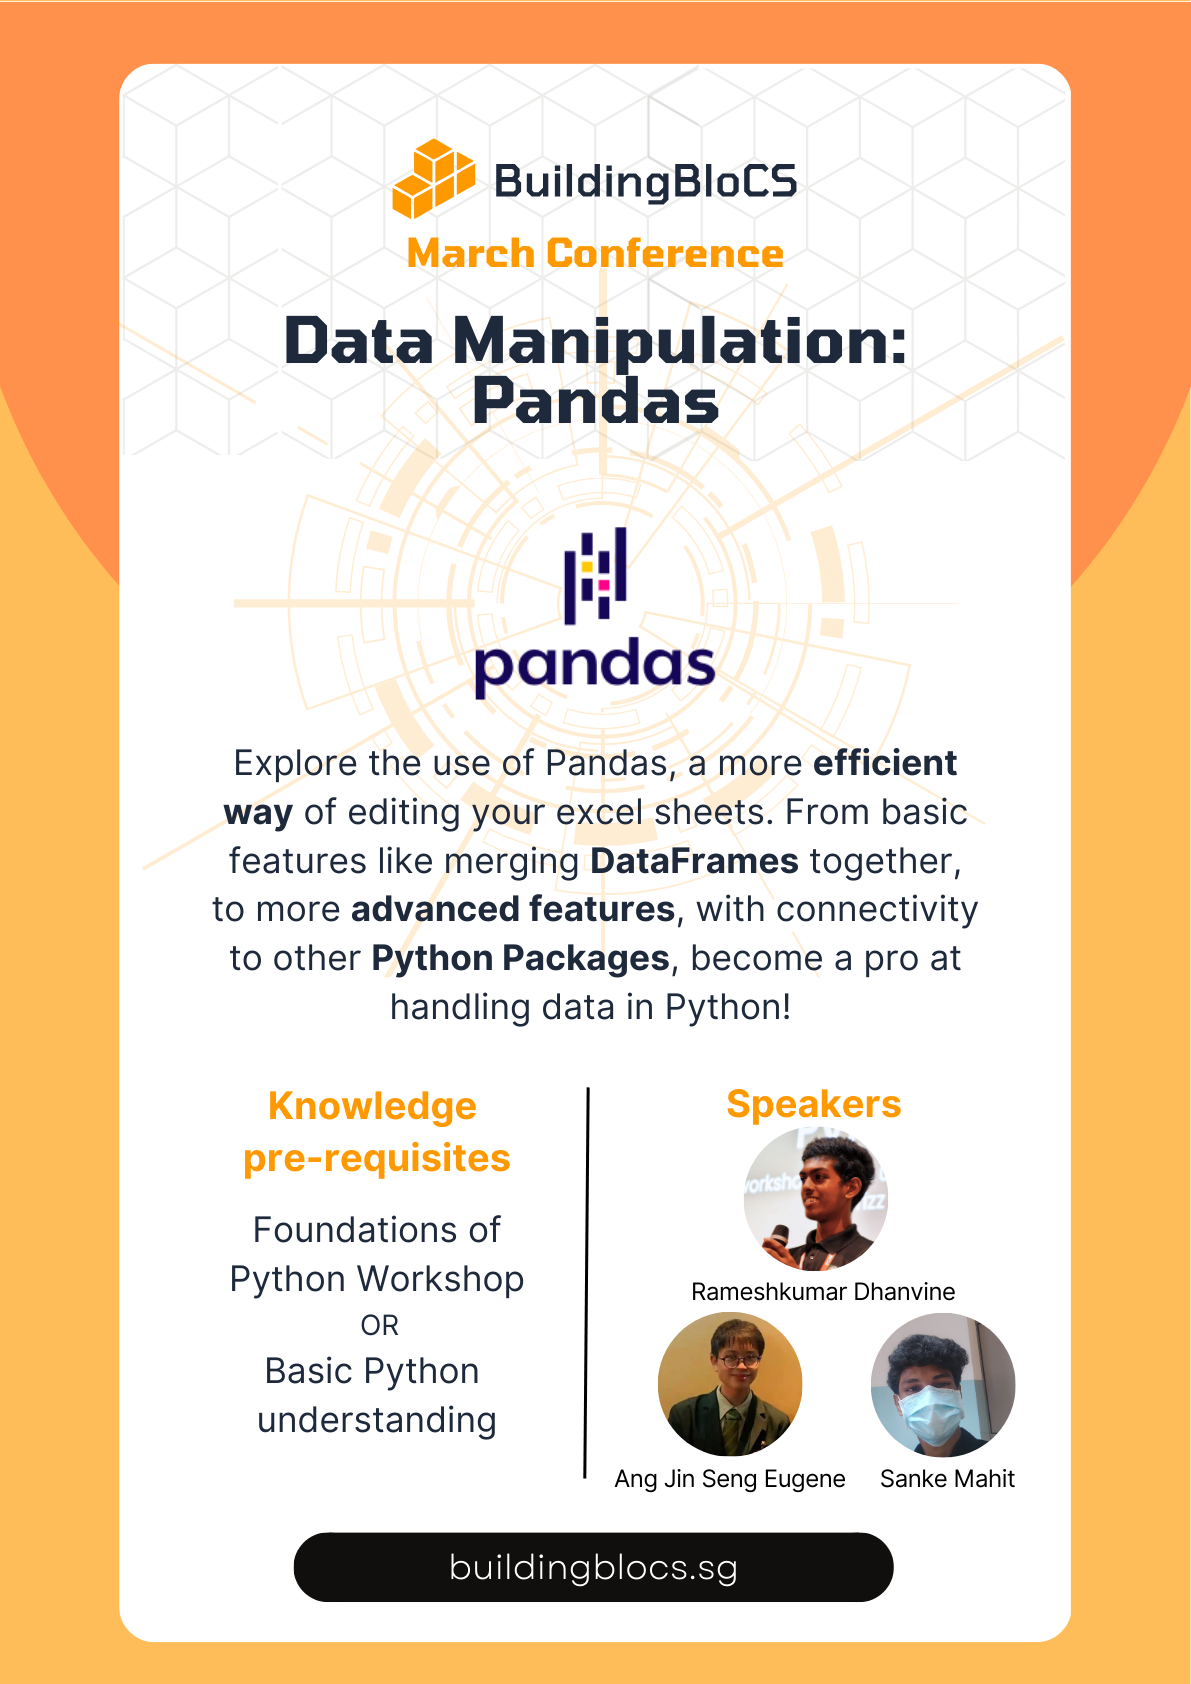 BuildingBloCS
March Conference
Data Manipulation:
Pandas
pandas
Explore the use of Pandas, a more efficient
way of editing your excel sheets. From basic
features like merging DataFrames together,
to more advanced features, with connectivity
to other Python Packages, become a pro at
handling data in Python!
Knowledge
pre-requisites
Foundations of
Python Workshop
OR
Basic Python
understanding
Speakers
Rameshkumar Dhanvine
Ang Jin Seng Eugene
Sanke Mahit
buildingblocs.sg